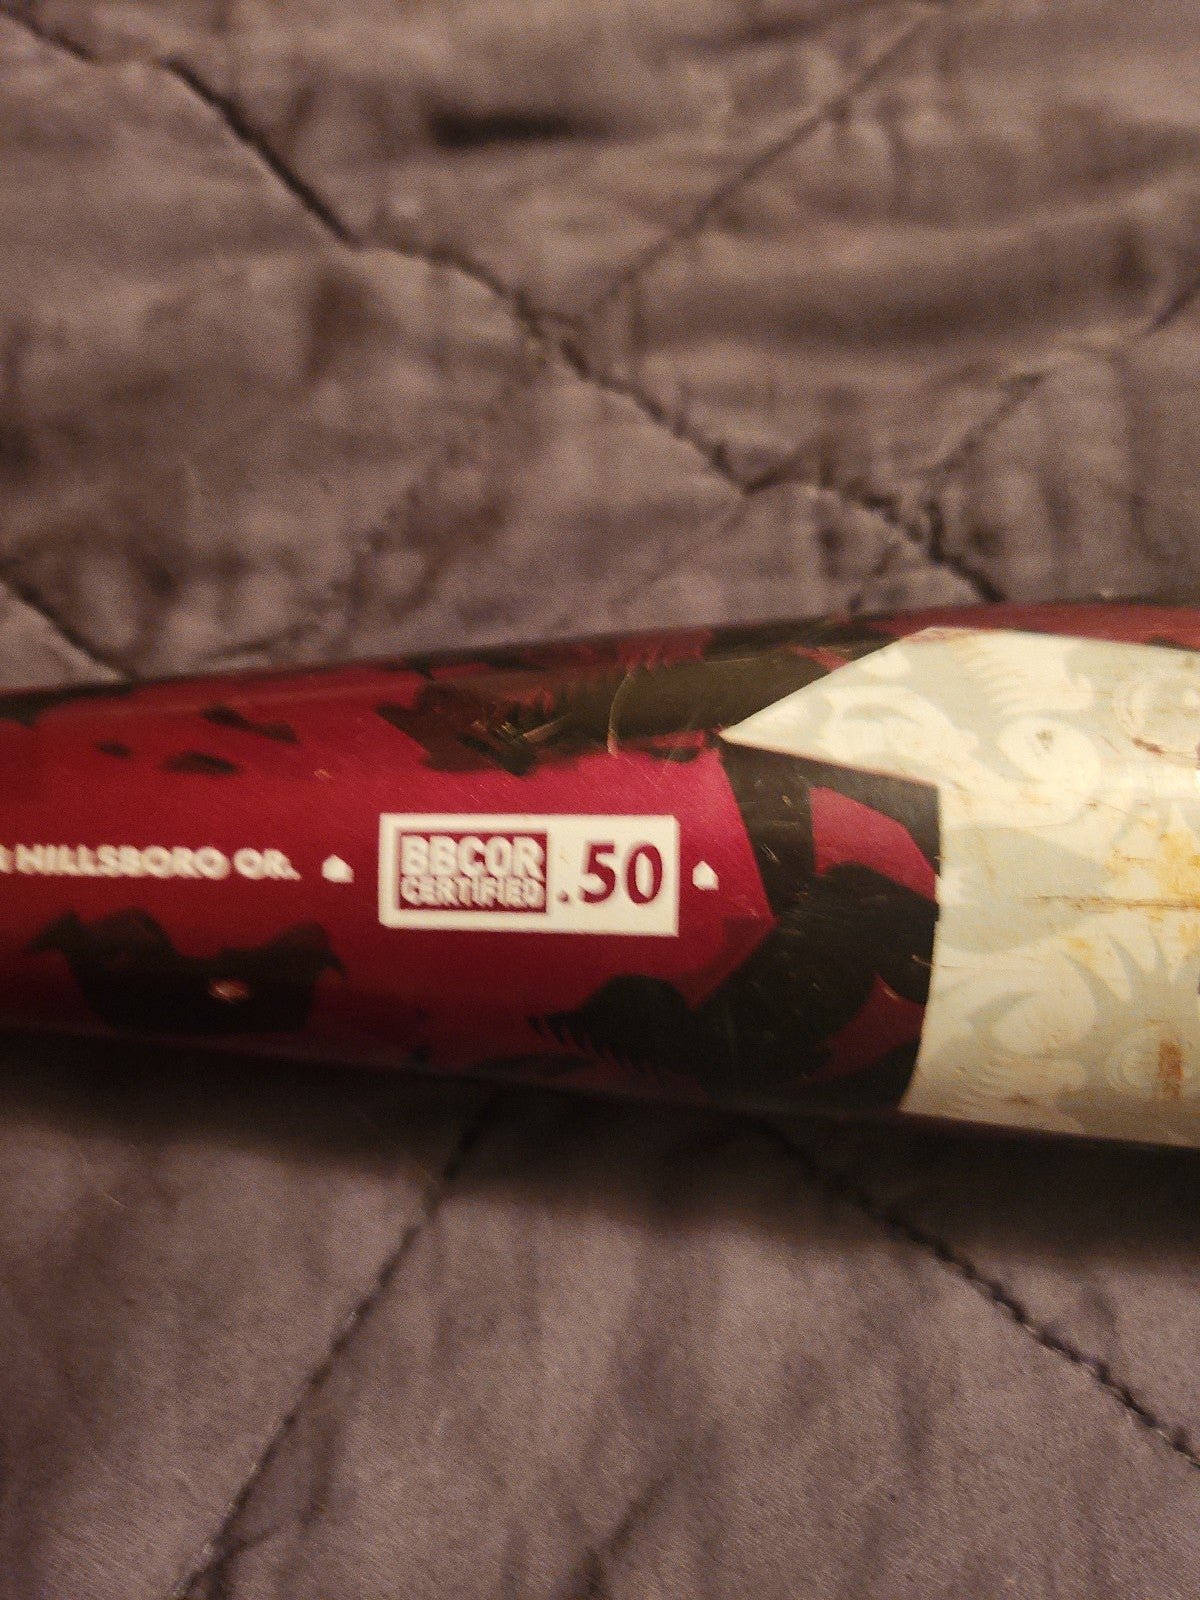 HILLSBORO OR.
BBCOR
CERTIFIED
.50